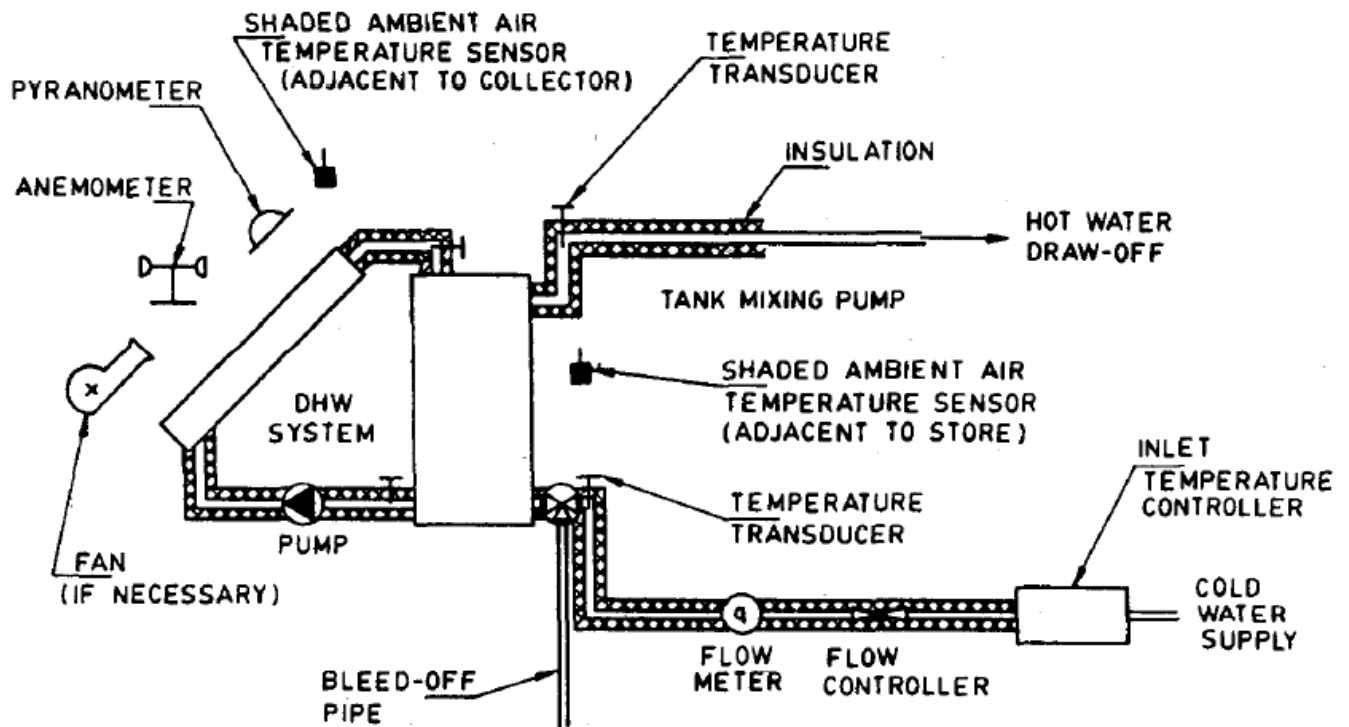 SHADED AMBIENT AIR
TEMPERATURE SENSOR
(ADJACENT TO COLLECTOR)
TEMPERATURE
TRANSDUCER
PYRANOMETER
INSULATION
ANEMOMETER
HOT WATER
DRAW-OFF
TANK MIXING PUMP
SHADED AMBIENT AIR
TEMPERATURE SENSOR
(ADJACENT TO STORE)
DHW
SYSTEM
INLET
TEMPERATURE
CONTROLLER
TEMPERATURE
TRANSDUCER
PUMP
FAN
(IF NECESSARY)
q
COLD
WATER
SUPPLY
FLOW
METER
FLOW
CONTROLLER
BLEED-OFF
PIPE